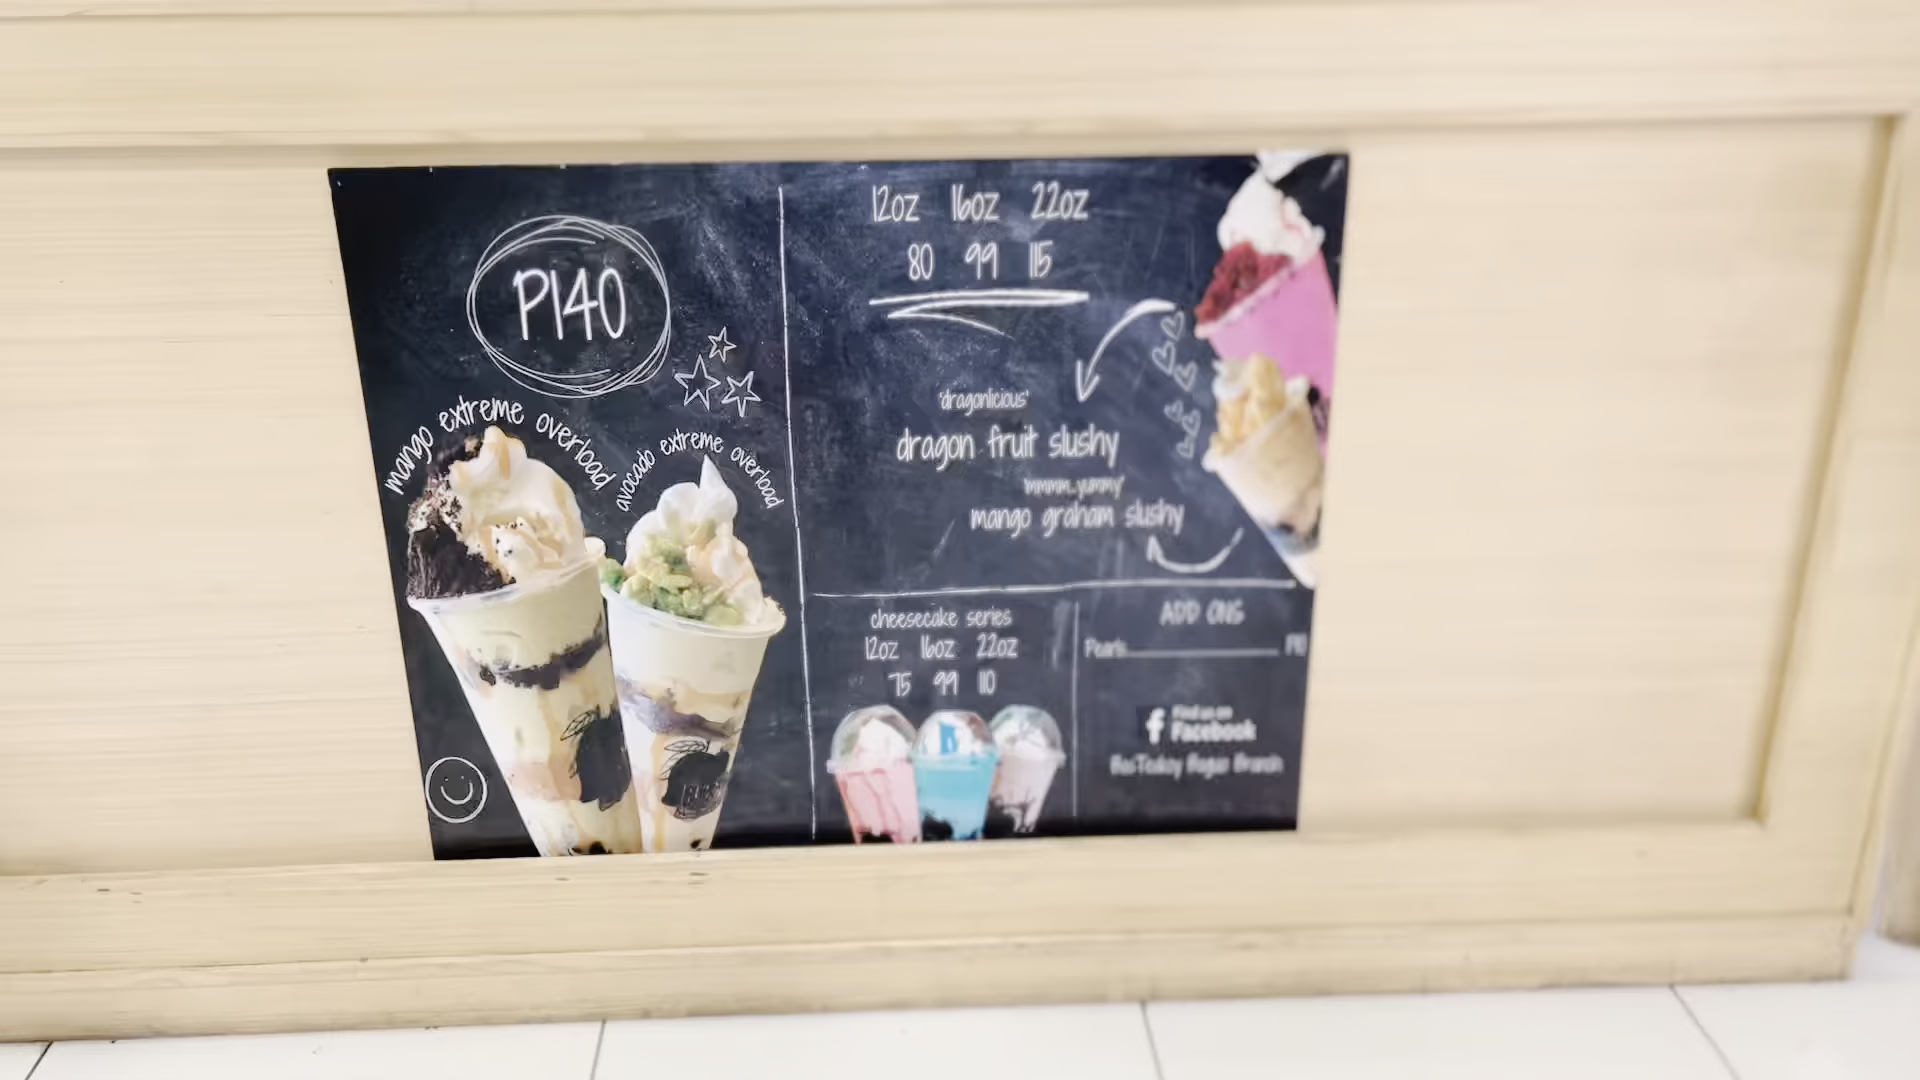 P140
mango extreme overload
avocado extreme overload
12oz 16oz 22oz
80 99 115
'dragonlicious'
dragon fruit slushy
'mmmm..yummy'
mango graham slushy
cheesecake series
12oz 16oz 22oz
75 99 110
ADD ONS
Pearls P10
Find us on
Facebook